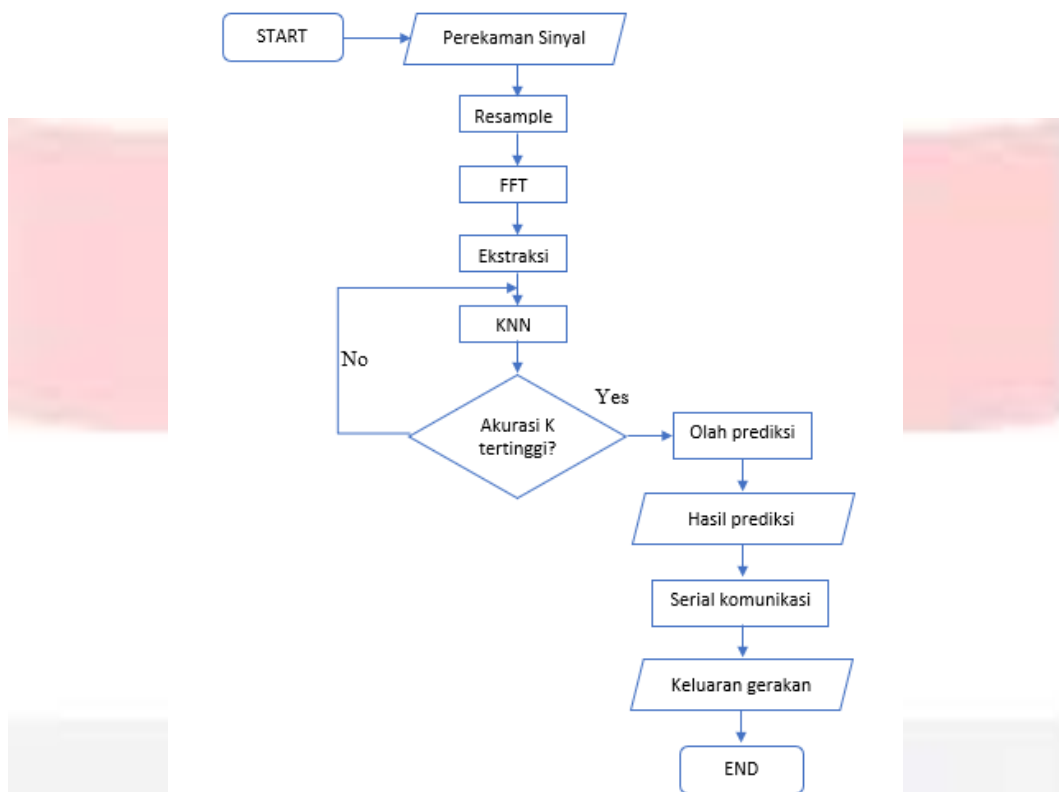 START
Perekaman Sinyal
Resample
FFT
Ekstraksi
KNN
No
Akurasi K
tertinggi?
Yes
Olah prediksi
Hasil prediksi
Serial komunikasi
Keluaran gerakan
END